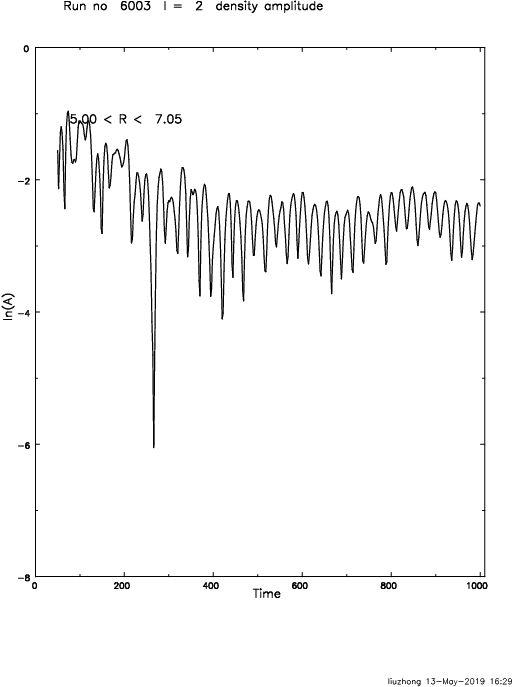 Run no 6003 l = 2 density amplitude
0
5.00 < R < 7.05
-2
ln(A)
-4
-6
-8
0 200 400 600 800 1000
Time
liuzhong 13-May-2019 16:29